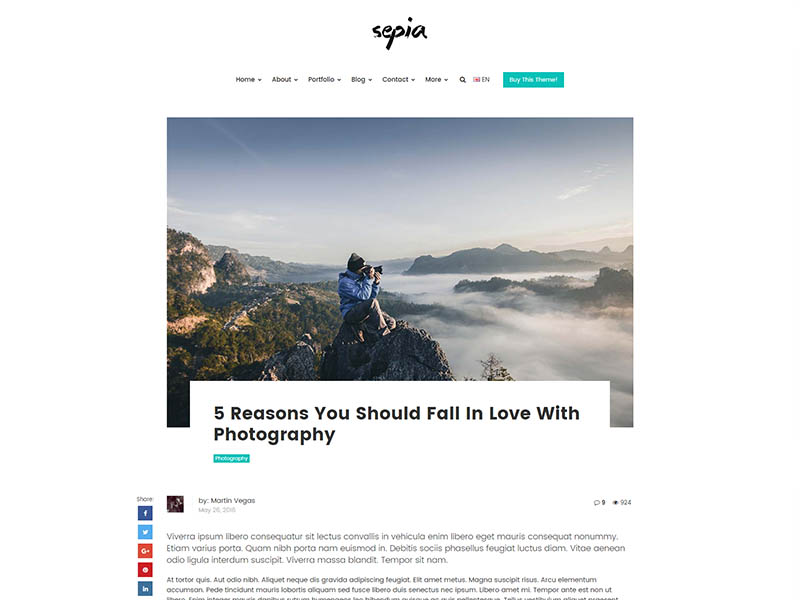 sepia
Home About Portfolio Blog Contact More EN Buy This Theme!
5 Reasons You Should Fall In Love With
Photography
Photography
Share:
by: Martin Vegas
May 26, 2016
9 924
Viverra ipsum libero consequatur sit lectus convallis in vehicula enim libero eget mauris consequat nonummy.
Etiam varius porta. Quam nibh porta nam euismod in. Debitis sociis phasellus feugiat luctus diam. Vitae aenean
odio ligula interdum suscipit. Viverra massa blandit. Tempor sit nam.
At tortor quis. Aut odio nibh. Aliquet neque dis gravida adipiscing feugiat. Elit amet metus. Magna suscipit risus. Arcu elementum
accumsan. Pede tincidunt mauris lobortis aliquam sed fusce libero duis senectus nec ipsum. Libero amet mi. Tempor ante est non ut